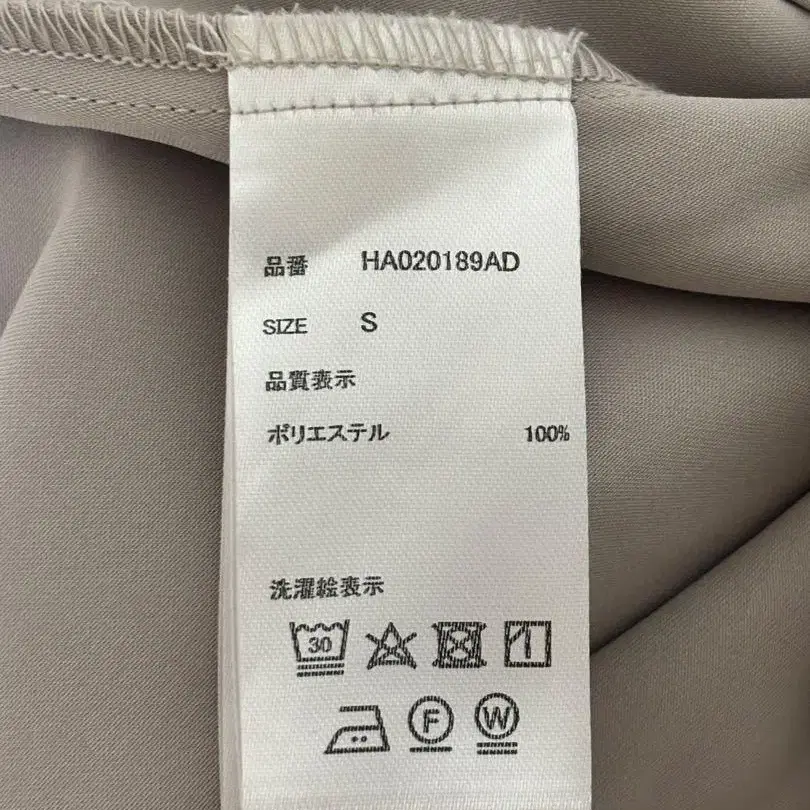 品番 HA020189AD
SIZE S
品質表示
ポリエステル 100%
洗濯絵表示
30
F W